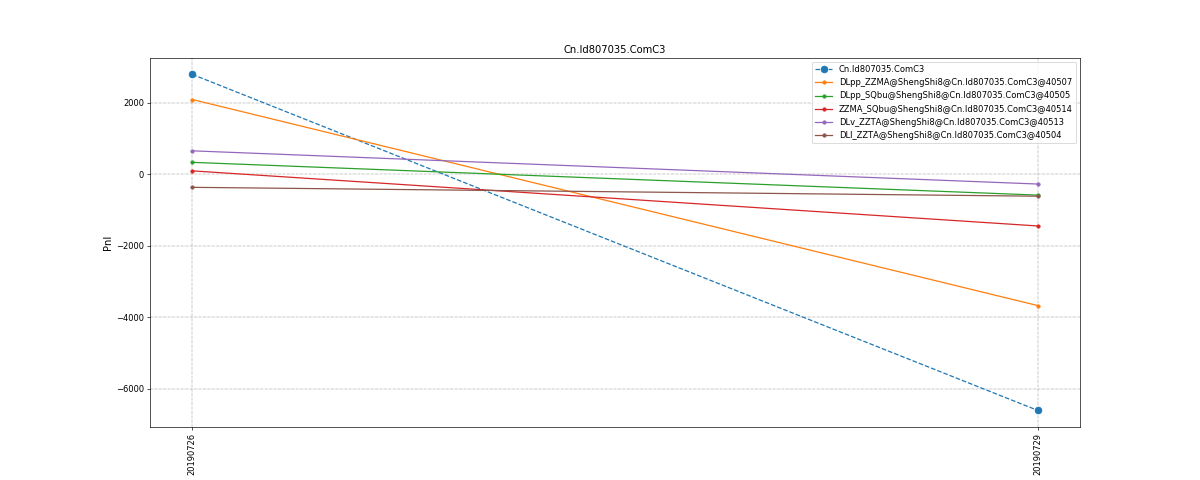 Cn.Id807035.ComC3
Cn.Id807035.ComC3
DLpp_ZZMA@ShengShi8@Cn.Id807035.ComC3@40507
DLpp_SQbu@ShengShi8@Cn.Id807035.ComC3@40505
ZZMA_SQbu@ShengShi8@Cn.Id807035.ComC3@40514
DLv_ZZTA@ShengShi8@Cn.Id807035.ComC3@40513
DLl_ZZTA@ShengShi8@Cn.Id807035.ComC3@40504
2000
0
−2000
−4000
−6000
Pnl
20190726
20190729